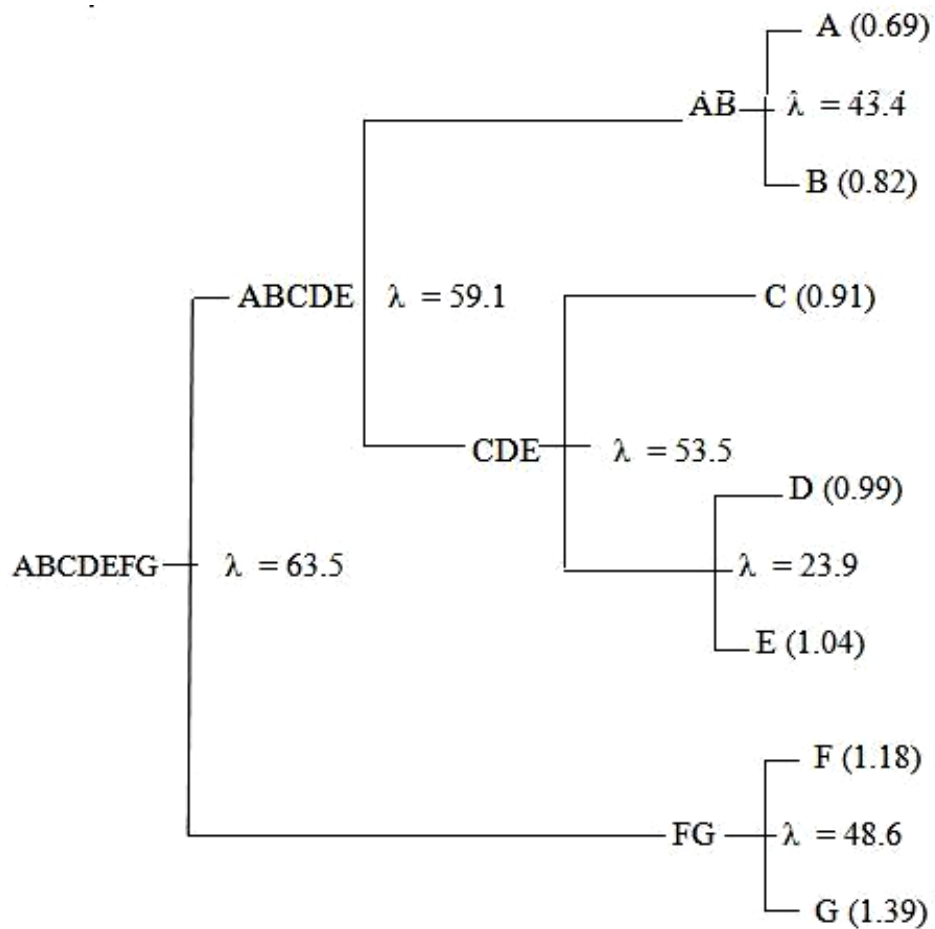 A (0.69)
AB λ = 43.4
B (0.82)
ABCDE λ = 59.1
C (0.91)
CDE λ = 53.5
D (0.99)
ABCDEFG λ = 63.5
λ = 23.9
E (1.04)
F (1.18)
FG λ = 48.6
G (1.39)